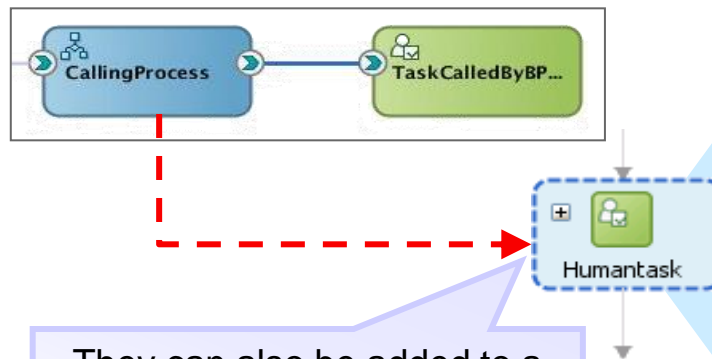 CallingProcess
TaskCalledByBP...
Humantask
They can also be added to a